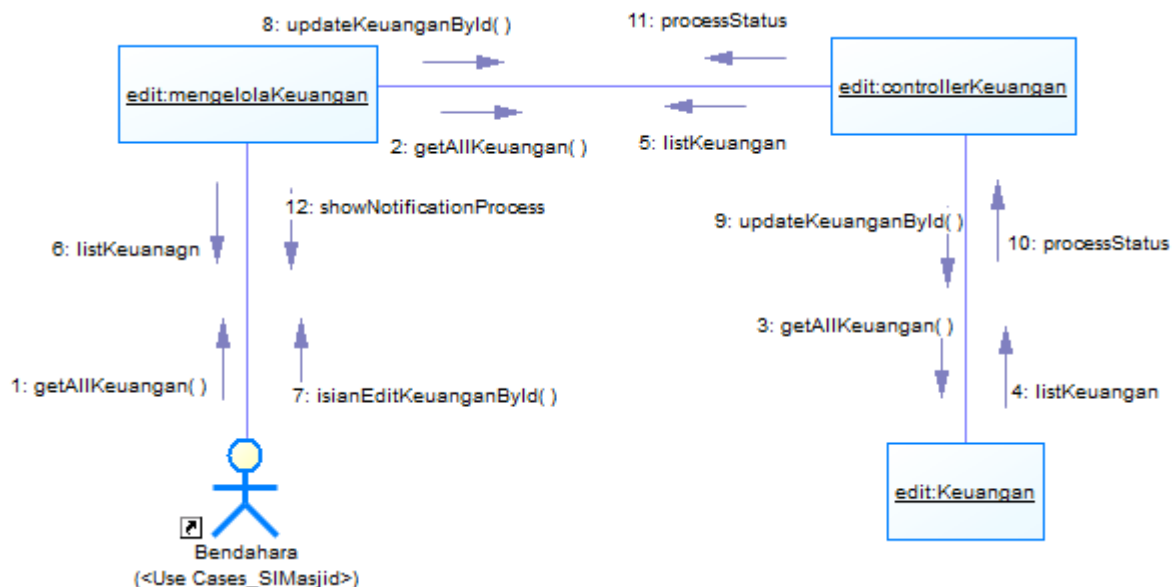 8: updateKeuanganById( )
11: processStatus
edit:mengelolaKeuangan
edit:controllerKeuangan
2: getAllKeuangan( )
5: listKeuangan
12: showNotificationProcess
9: updateKeuanganById( )
6: listKeuanagn
10: processStatus
3: getAllKeuangan( )
1: getAllKeuangan( )
7: isianEditKeuanganById( )
4: listKeuangan
edit:Keuangan
Bendahara
(<Use Cases_SIMasjid>)